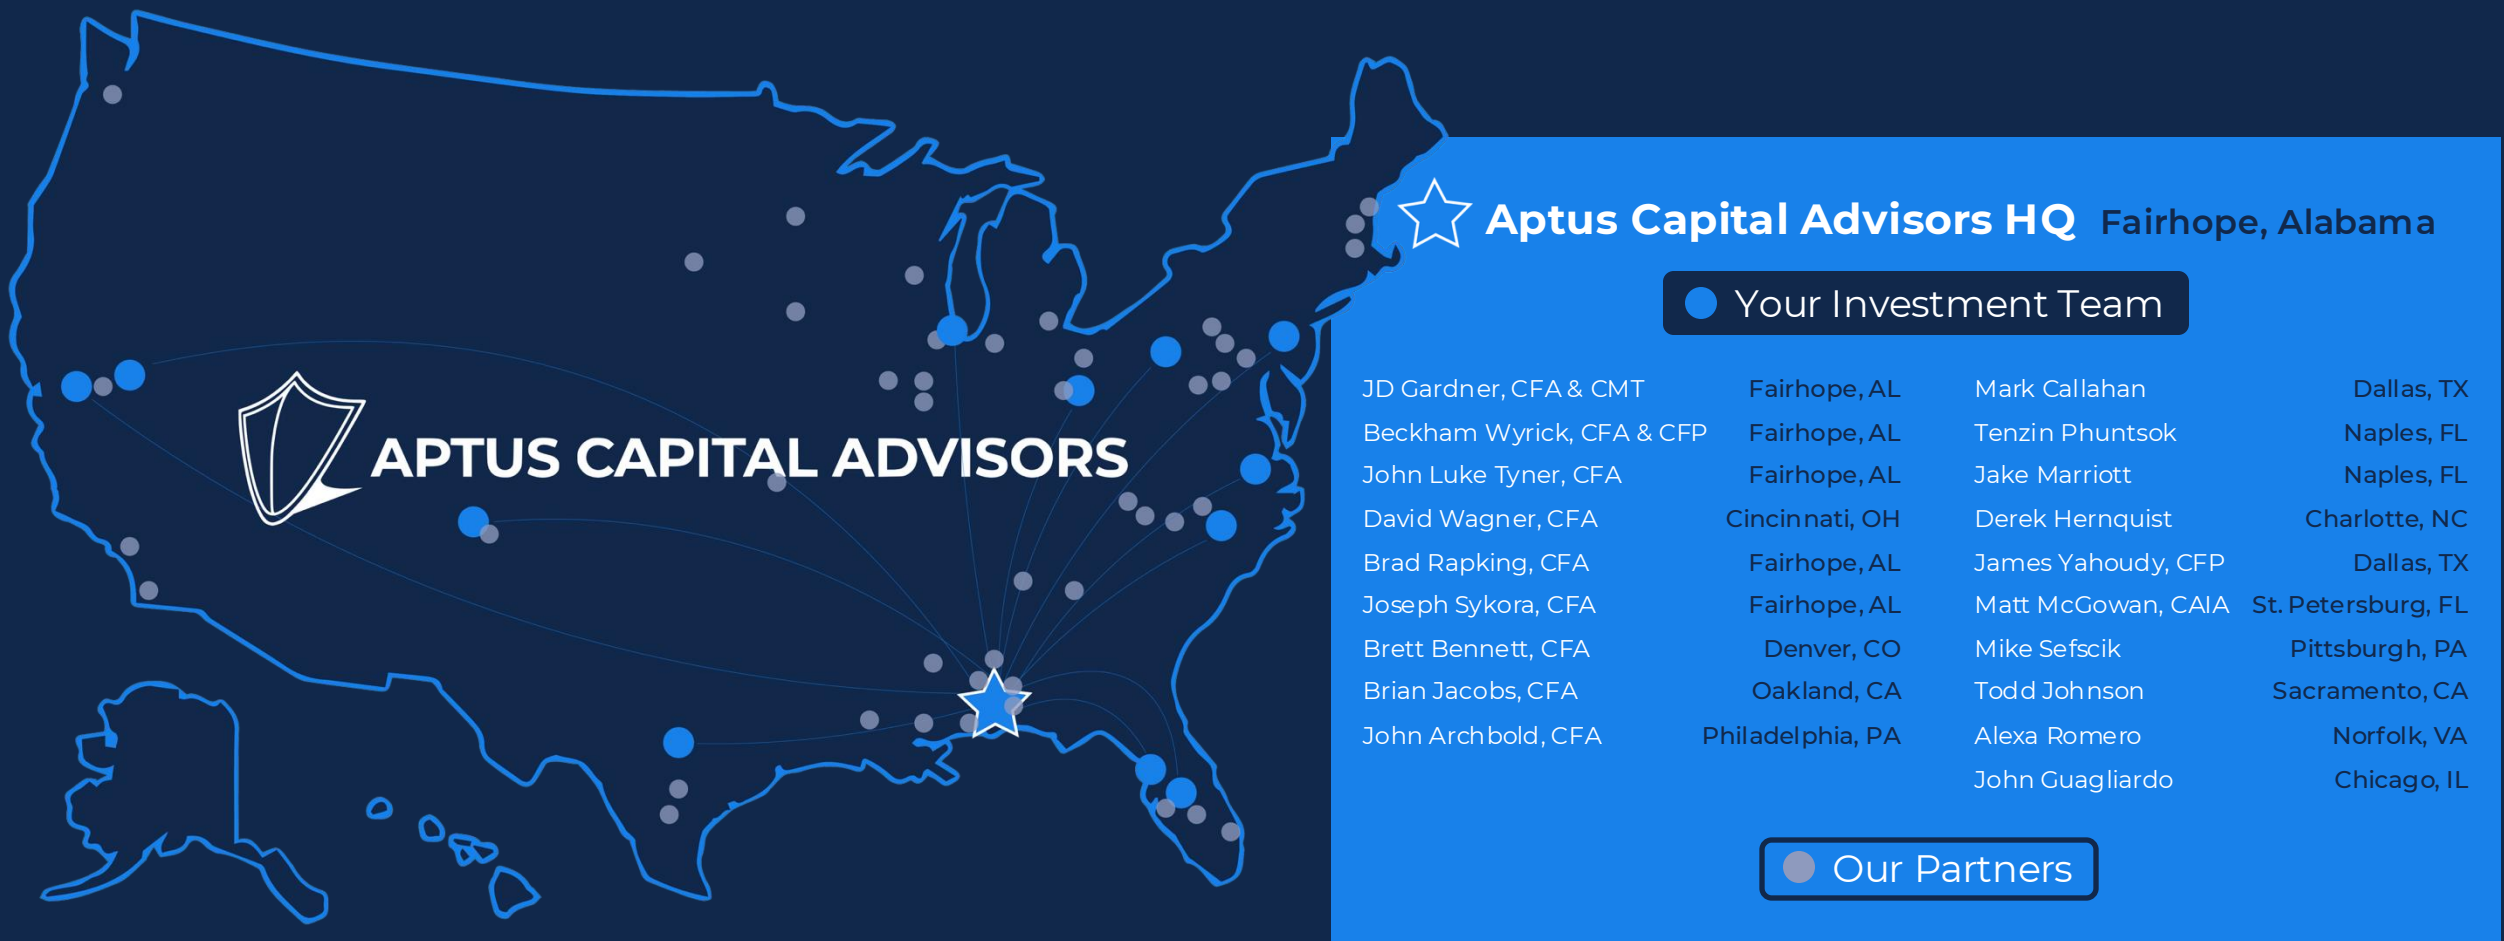 APTUS CAPITAL ADVISORS
Aptus Capital Advisors HQ Fairhope, Alabama
Your Investment Team
JD Gardner, CFA & CMT Fairhope, AL
Beckham Wyrick, CFA & CFP Fairhope, AL
John Luke Tyner, CFA Fairhope, AL
David Wagner, CFA Cincinnati, OH
Brad Rapking, CFA Fairhope, AL
Joseph Sykora, CFA Fairhope, AL
Brett Bennett, CFA Denver, CO
Brian Jacobs, CFA Oakland, CA
John Archbold, CFA Philadelphia, PA
Mark Callahan Dallas, TX
Tenzin Phuntsok Naples, FL
Jake Marriott Naples, FL
Derek Hernquist Charlotte, NC
James Yahoudy, CFP Dallas, TX
Matt McGowan, CAIA St. Petersburg, FL
Mike Sefscik Pittsburgh, PA
Todd Johnson Sacramento, CA
Alexa Romero Norfolk, VA
John Guagliardo Chicago, IL
Our Partners